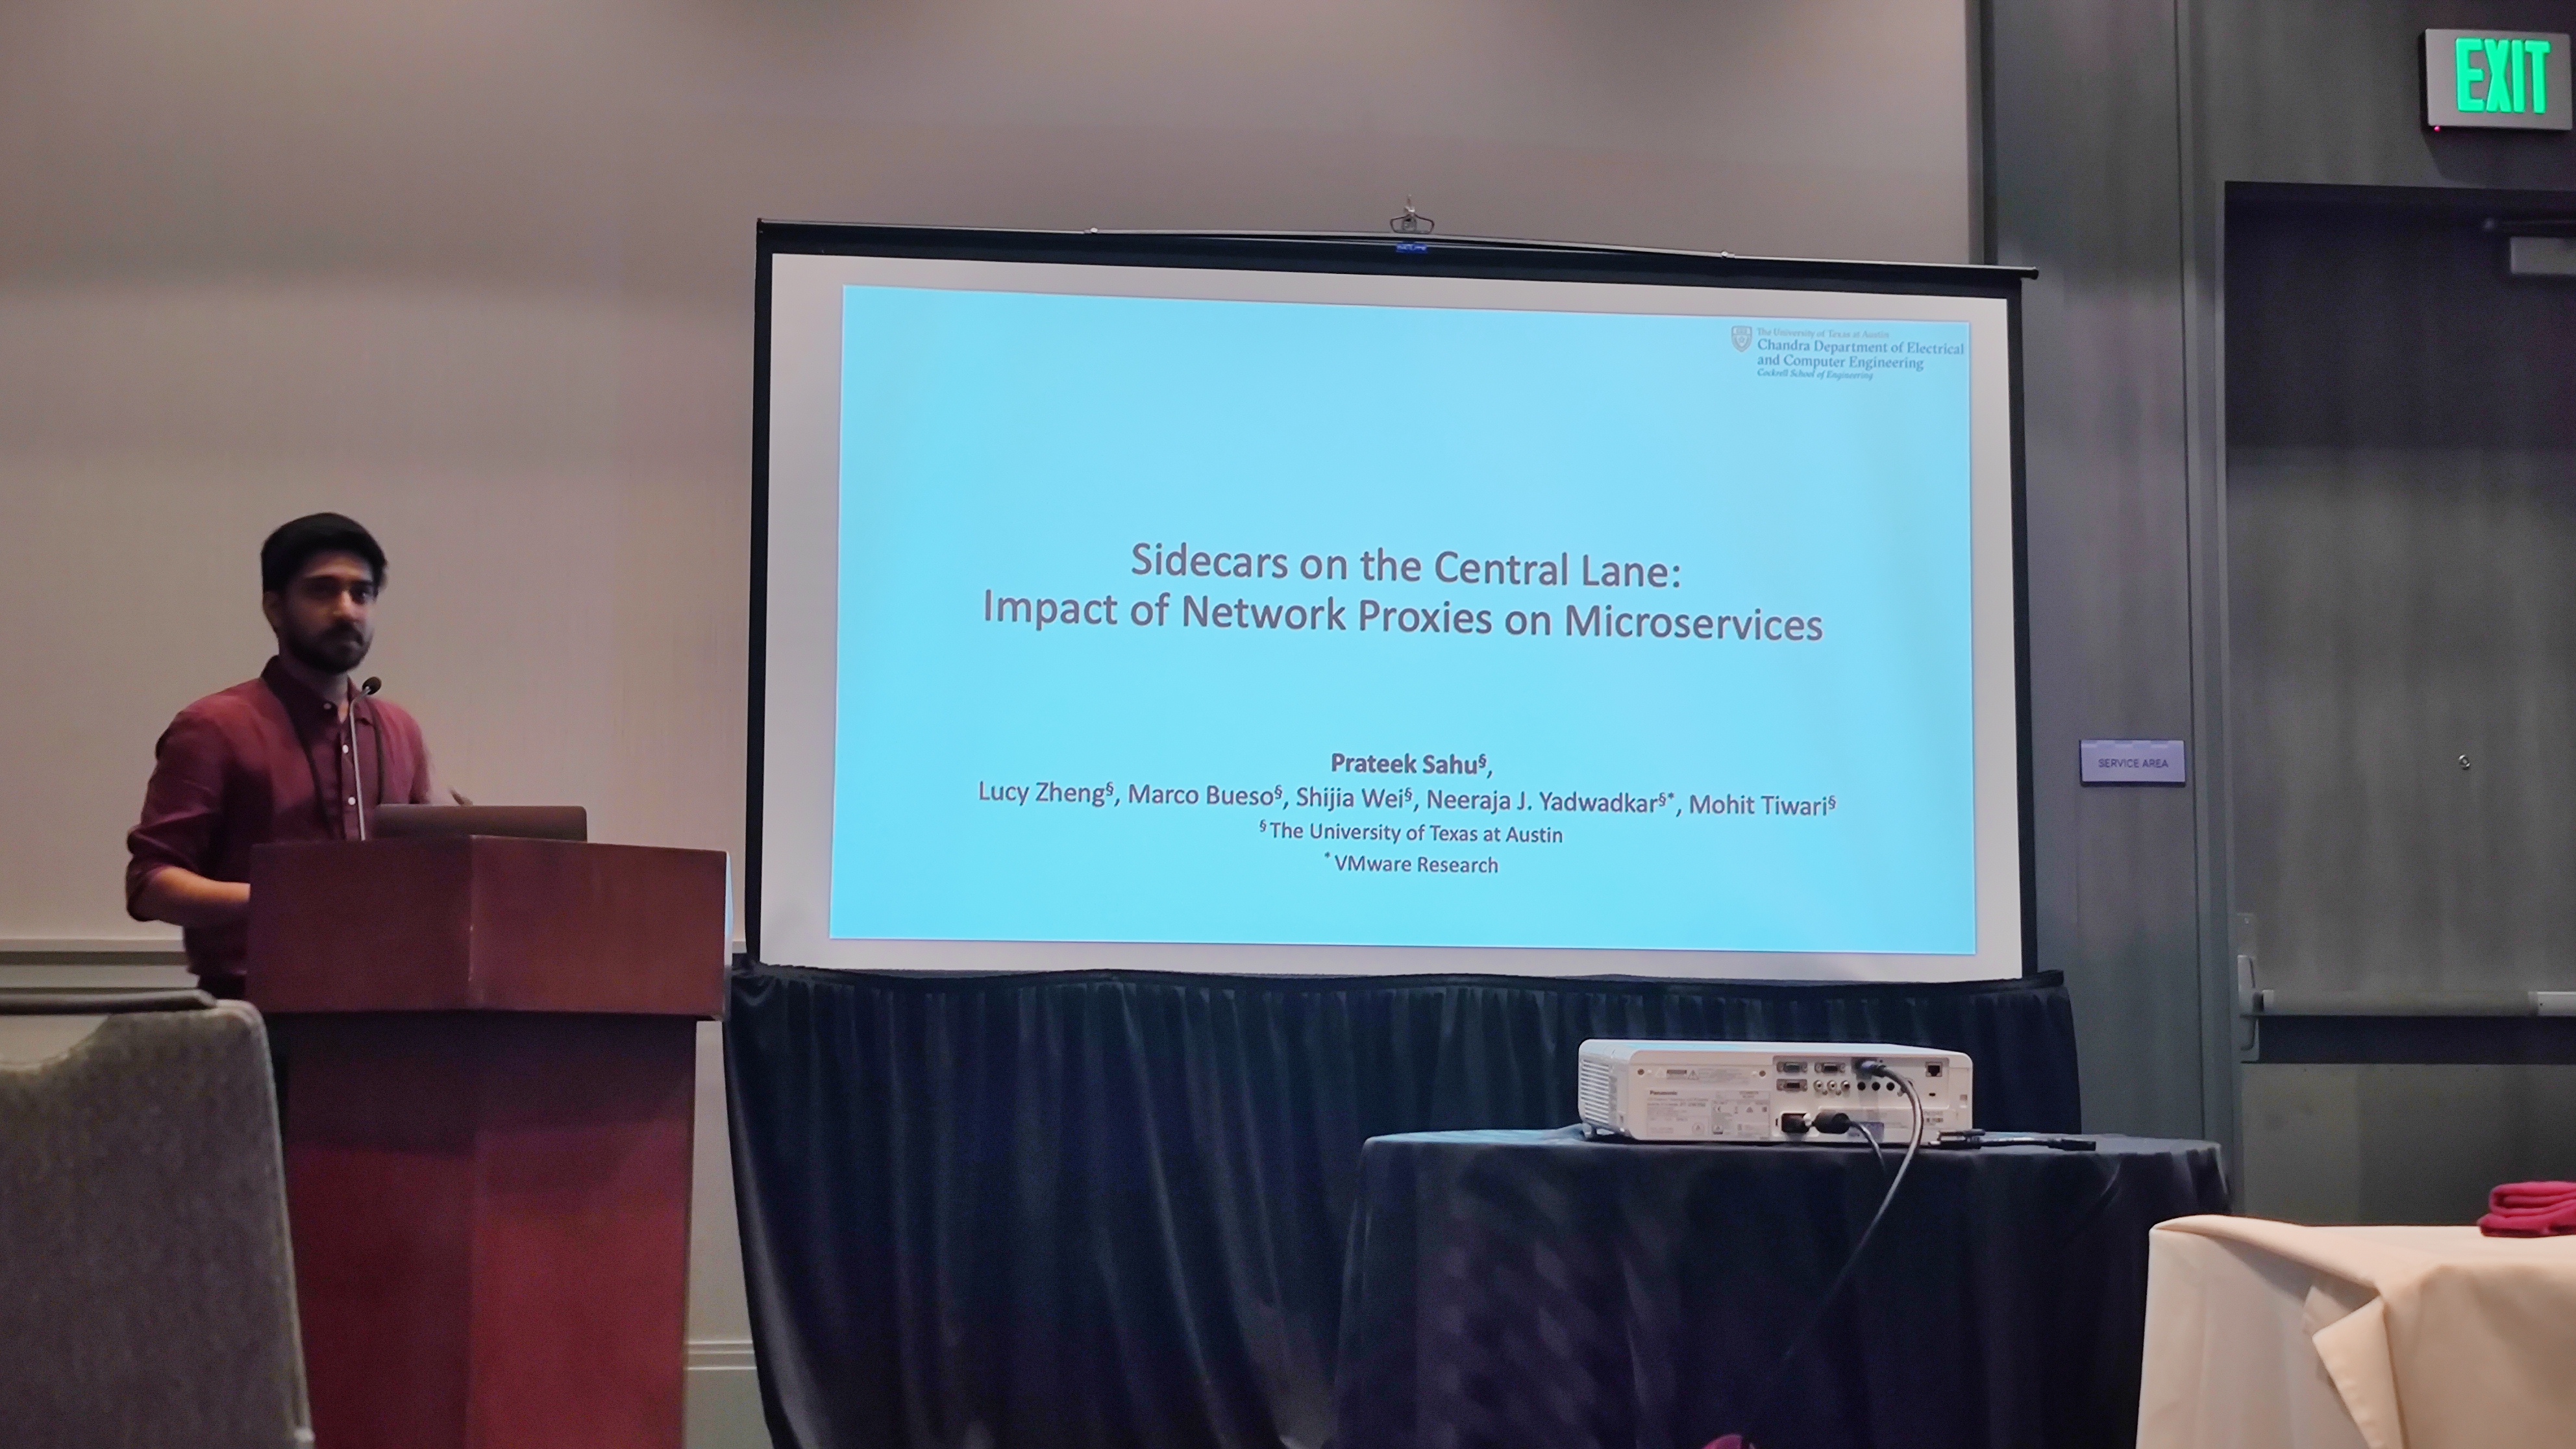 EXIT
The University of Texas at Austin
Chandra Department of Electrical
and Computer Engineering
Cockrell School of Engineering
Sidecars on the Central Lane:
Impact of Network Proxies on Microservices
Prateek Sahu§,
Lucy Zheng§, Marco Bueso§, Shijia Wei§, Neeraja J. Yadwadkar§*, Mohit Tiwari§
§ The University of Texas at Austin
* VMware Research
SERVICE AREA
Panasonic